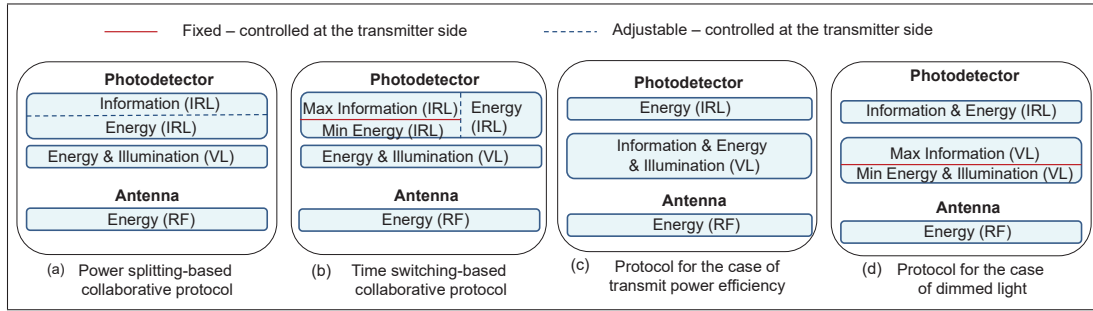 Fixed – controlled at the transmitter side
Adjustable – controlled at the transmitter side
Photodetector
Information (IRL)
Energy (IRL)
Energy & Illumination (VL)
Antenna
Energy (RF)
(a) Power splitting-based
collaborative protocol
Photodetector
Max Information (IRL)
Min Energy (IRL)
Energy
(IRL)
Energy & Illumination (VL)
Antenna
Energy (RF)
(b) Time switching-based
collaborative protocol
Photodetector
Energy (IRL)
Information & Energy
& Illumination (VL)
Antenna
Energy (RF)
(c) Protocol for the case of
transmit power efficiency
Photodetector
Information & Energy (IRL)
Max Information (VL)
Min Energy & Illumination (VL)
Antenna
Energy (RF)
(d) Protocol for the case
of dimmed light